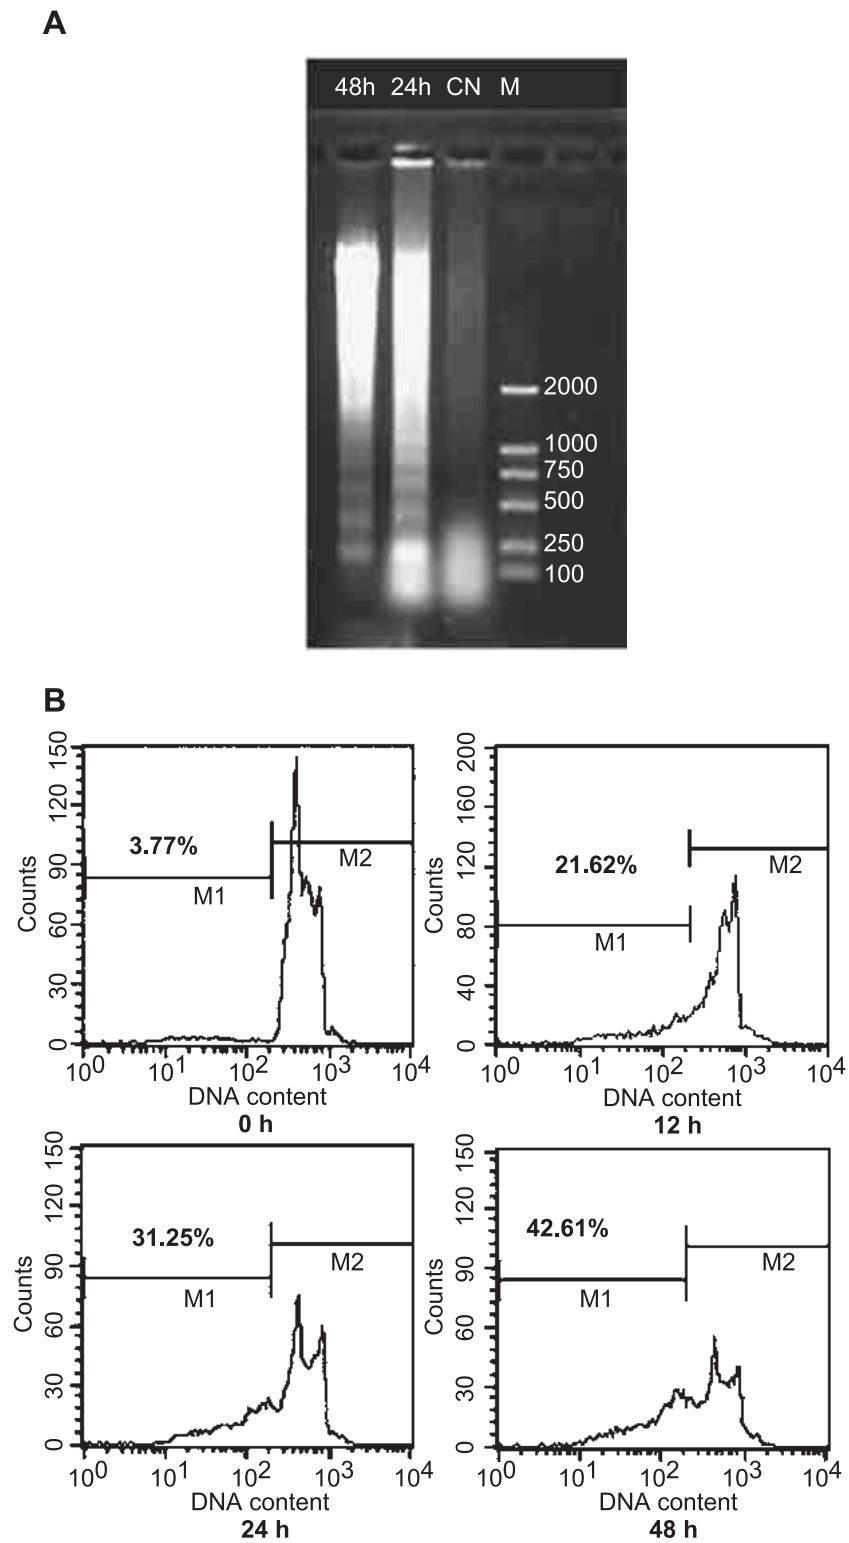 A
48h 24h CN M
2000
1000
750
500
250
100
B
150
120
90
60
30
0
Counts
3.77%
M1
M2
10^0 10^1 10^2 10^3 10^4
DNA content
0 h
200
160
120
80
40
0
Counts
21.62%
M1
M2
10^0 10^1 10^2 10^3 10^4
DNA content
12 h
150
120
90
60
30
0
Counts
31.25%
M1
M2
10^0 10^1 10^2 10^3 10^4
DNA content
24 h
150
120
90
60
30
0
Counts
42.61%
M1
M2
10^0 10^1 10^2 10^3 10^4
DNA content
48 h